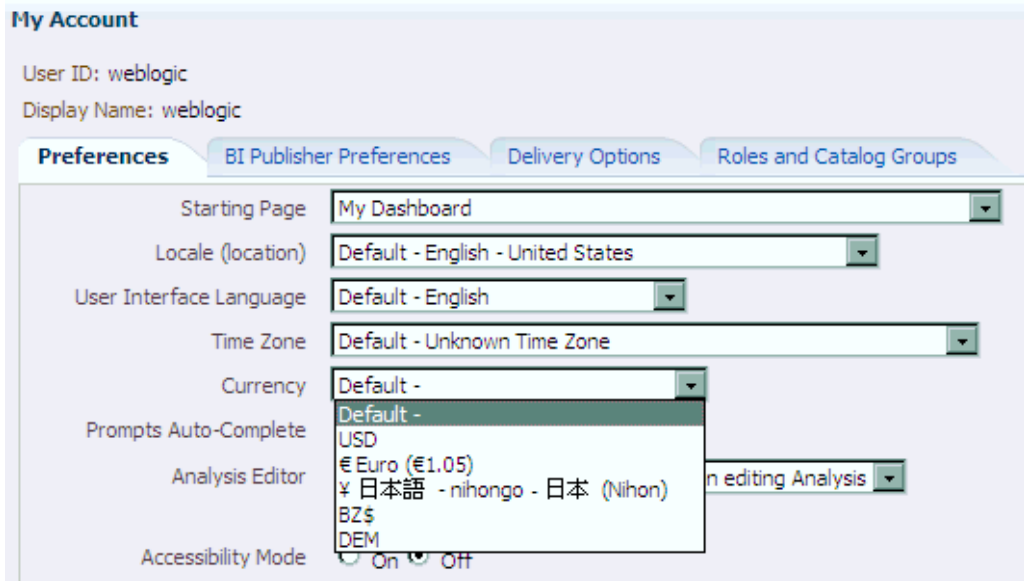 My Account
User ID: weblogic
Display Name: weblogic
Preferences BI Publisher Preferences Delivery Options Roles and Catalog Groups
Starting Page My Dashboard
Locale (location) Default - English - United States
User Interface Language Default - English
Time Zone Default - Unknown Time Zone
Currency Default -
Default -
Prompts Auto-Complete USD
€ Euro (€1.05)
Analysis Editor n editing Analysis
¥ 日本語 - nihongo - 日本 (Nihon)
BZ$
DEM
Accessibility Mode On Off